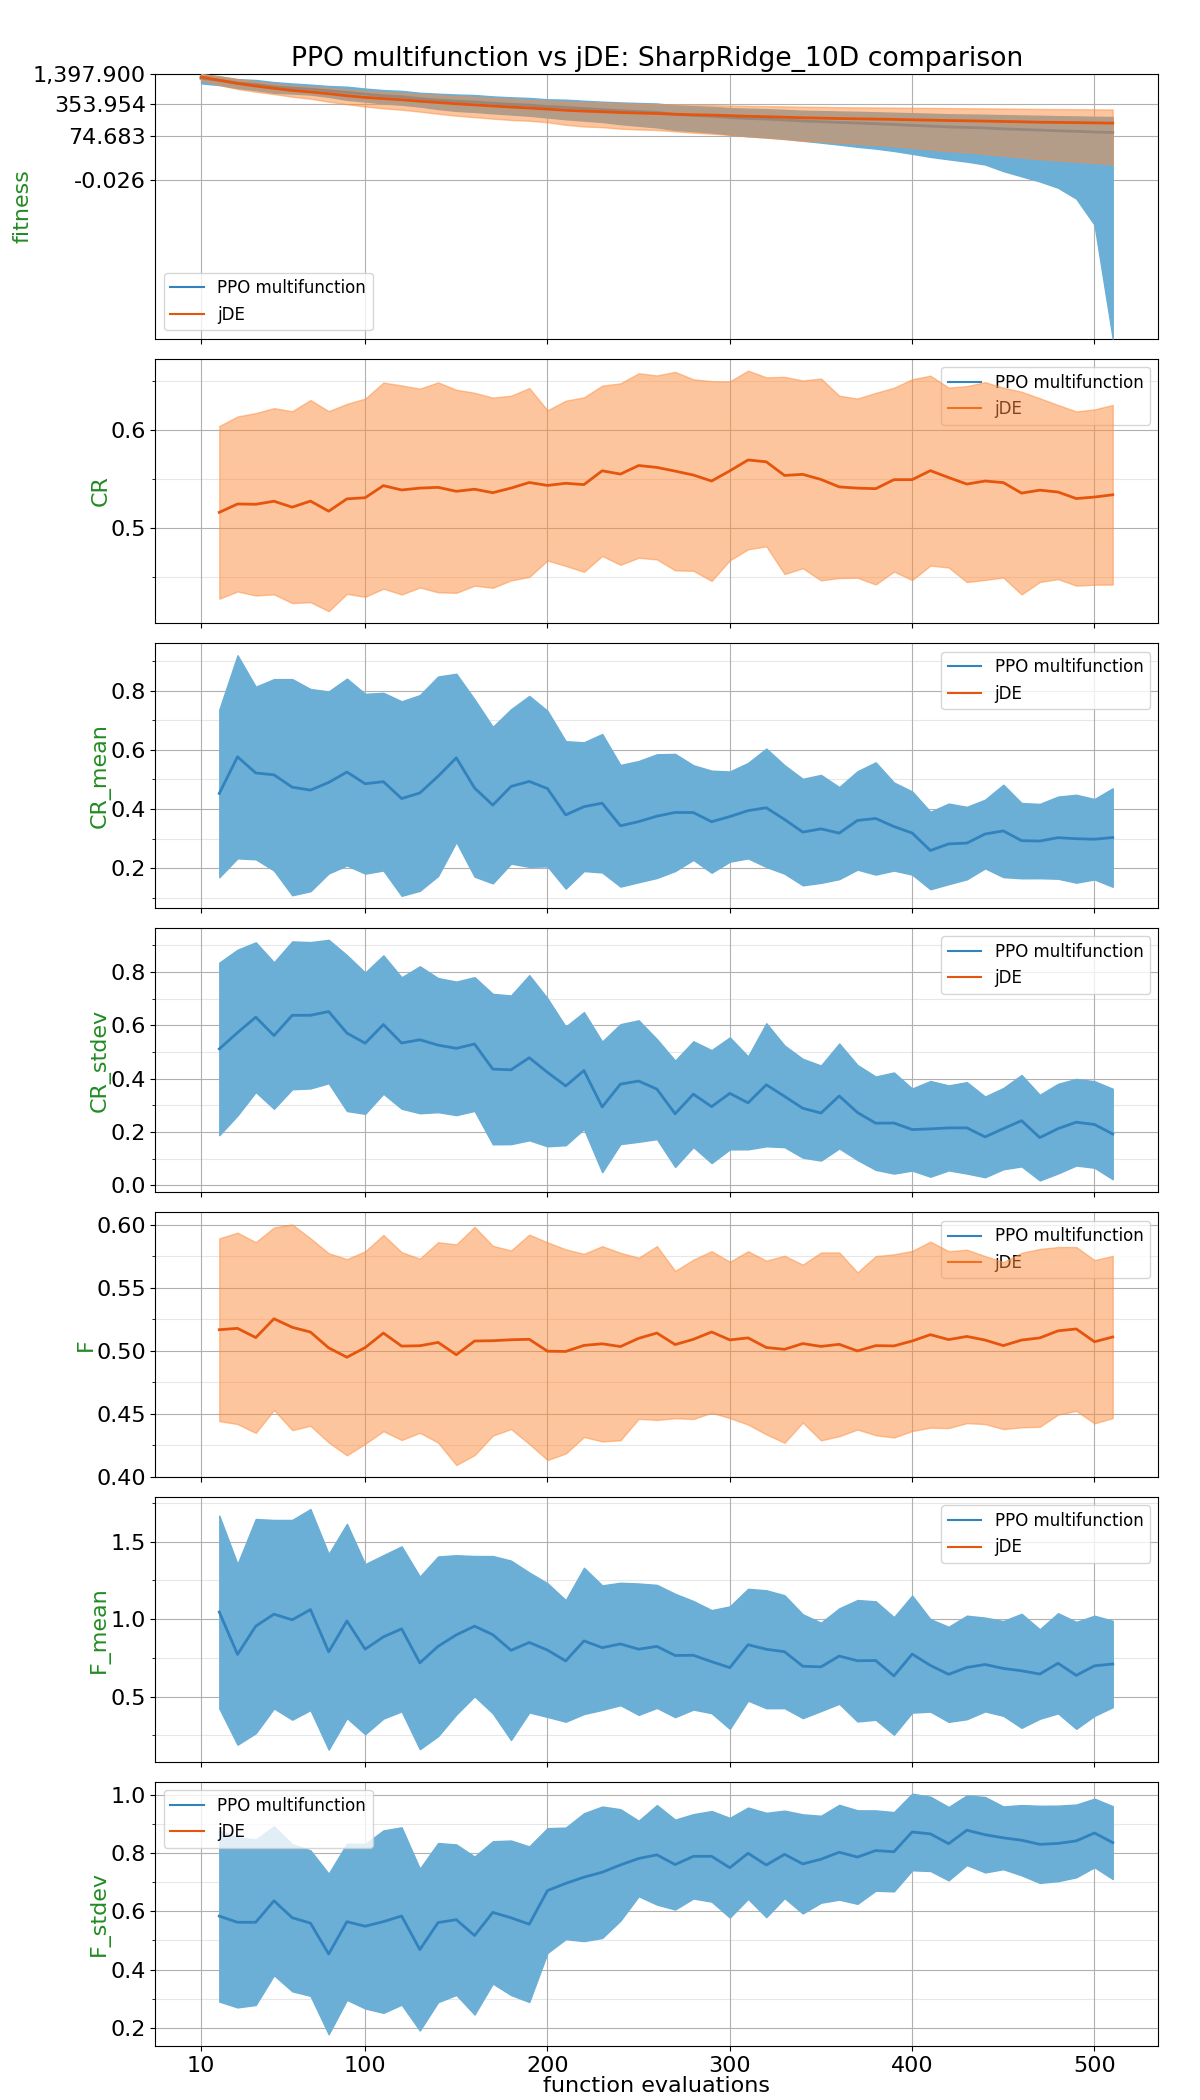 PPO multifunction vs jDE: SharpRidge_10D comparison
1,397.900
353.954
74.683
-0.026
fitness
PPO multifunction
jDE
PPO multifunction
jDE
0.6
0.5
CR
PPO multifunction
jDE
0.8
0.6
0.4
0.2
CR_mean
PPO multifunction
jDE
0.8
0.6
0.4
0.2
0.0
CR_stdev
PPO multifunction
jDE
0.60
0.55
0.50
0.45
0.40
F
PPO multifunction
jDE
1.5
1.0
0.5
F_mean
PPO multifunction
jDE
1.0
0.8
0.6
0.4
0.2
F_stdev
10 100 200 300 400 500
function evaluations